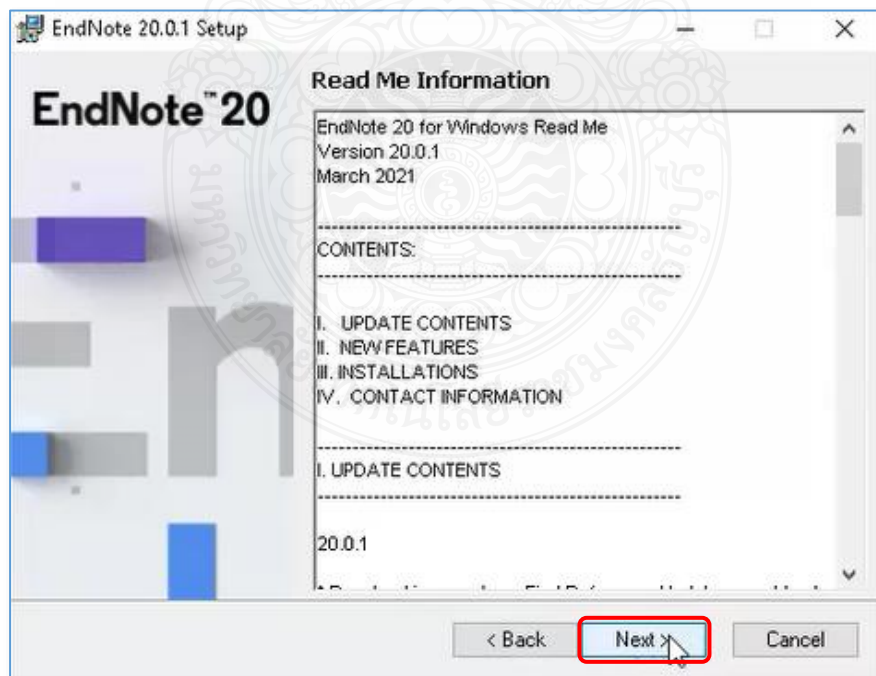 EndNote 20.0.1 Setup
EndNote™ 20
Read Me Information
EndNote 20 for Windows Read Me
Version 20.0.1
March 2021
------------------------------------------------------------
CONTENTS:
------------------------------------------------------------
I. UPDATE CONTENTS
II. NEW FEATURES
III. INSTALLATIONS
IV. CONTACT INFORMATION
------------------------------------------------------------
I. UPDATE CONTENTS
------------------------------------------------------------
20.0.1
< Back
Next >
Cancel
En